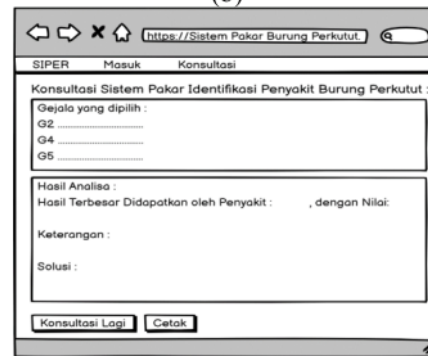 https://Sistem Pakar Burung Perkutut.
SIPER Masuk Konsultasi
Konsultasi Sistem Pakar Identifikasi Penyakit Burung Perkutut :
Gejala yang dipilih :
G2 ........................
G4 ........................
G5 ........................
Hasil Analisa :
Hasil Terbesar Didapatkan oleh Penyakit : , dengan Nilai:
Keterangan :
Solusi :
Konsultasi Lagi Cetak